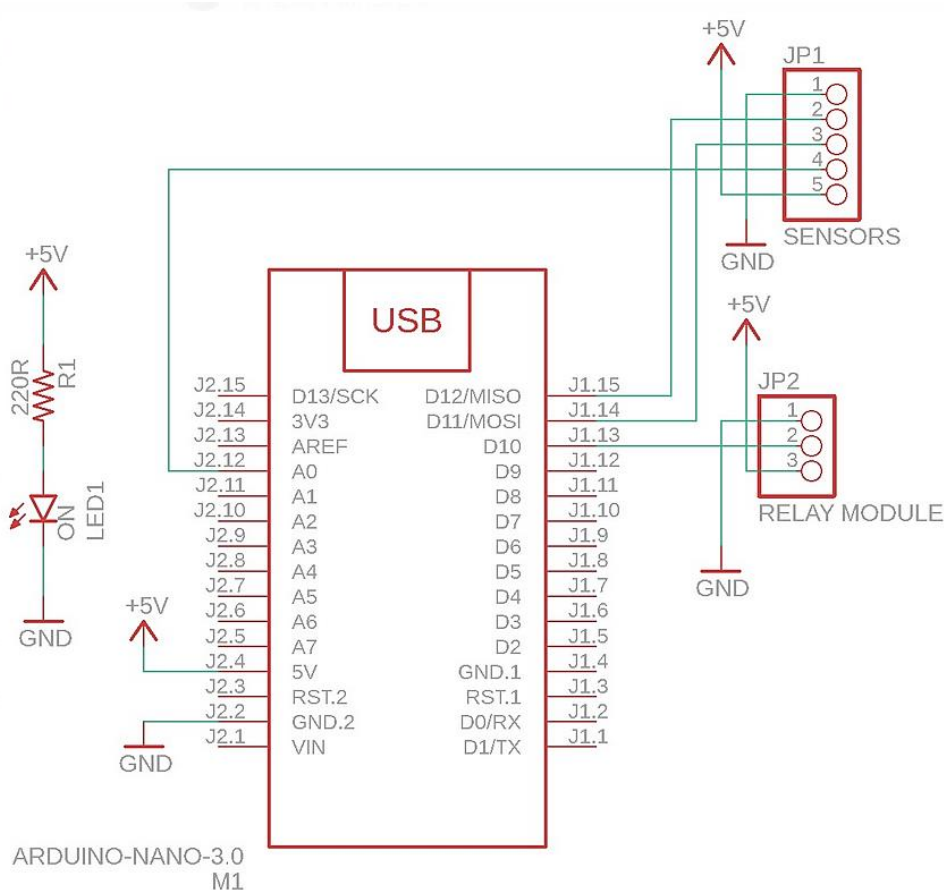 +5V
JP1
1
2
3
4
5
SENSORS
GND
+5V
220R
R1
ON
LED1
GND
USB
+5V
JP2
1
2
3
RELAY MODULE
GND
J2.15 D13/SCK D12/MISO J1.15
J2.14 3V3 D11/MOSI J1.14
J2.13 AREF D10 J1.13
J2.12 A0 D9 J1.12
J2.11 A1 D8 J1.11
J2.10 A2 D7 J1.10
J2.9 A3 D6 J1.9
J2.8 A4 D5 J1.8
J2.7 A5 D4 J1.7
J2.6 A6 D3 J1.6
J2.5 A7 D2 J1.5
J2.4 5V GND.1 J1.4
J2.3 RST.2 RST.1 J1.3
J2.2 GND.2 D0/RX J1.2
J2.1 VIN D1/TX J1.1
+5V
GND
ARDUINO-NANO-3.0
M1